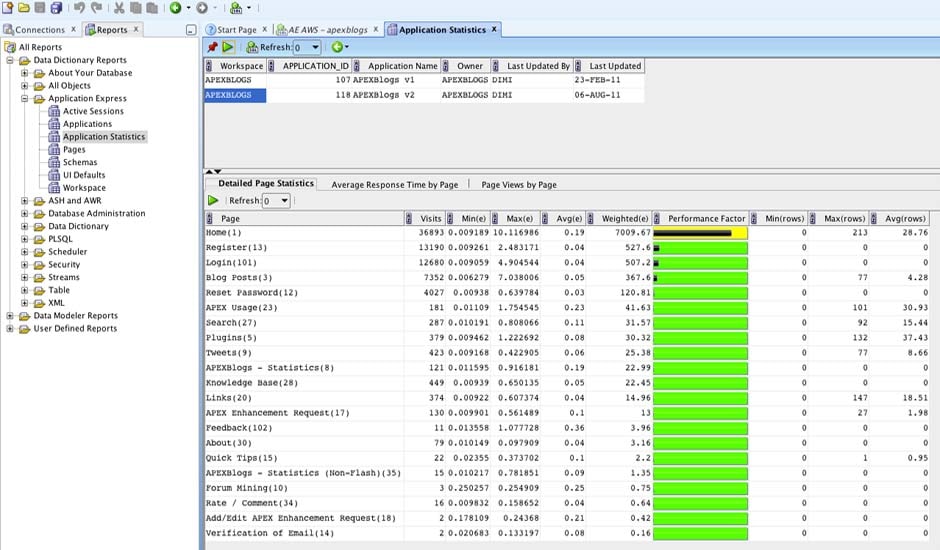 Connections x Reports x
Start Page x AE AWS – apexblogs x Application Statistics x
All Reports
Data Dictionary Reports
About Your Database
All Objects
Application Express
Active Sessions
Applications
Application Statistics
Pages
Schemas
UI Defaults
Workspace
ASH and AWR
Database Administration
Data Dictionary
PLSQL
Scheduler
Security
Streams
Table
XML
Data Modeler Reports
User Defined Reports
Refresh: 0
Workspace APPLICATION_ID Application Name Owner Last Updated By Last Updated
APEXBLOGS 107 APEXBlogs v1 APEXBLOGS DIMI 23-FEB-11
APEXBLOGS 118 APEXBlogs v2 APEXBLOGS DIMI 06-AUG-11
Detailed Page Statistics Average Response Time by Page Page Views by Page
Refresh: 0
Page Visits Min(e) Max(e) Avg(e) Weighted(e) Performance Factor Min(rows) Max(rows) Avg(rows)
Home(1) 36893 0.009189 10.116986 0.19 7009.67 0 213 28.76
Register(13) 13190 0.009261 2.483171 0.04 527.6 0 0 0
Login(101) 12680 0.009059 4.904544 0.04 507.2 0 0 0
Blog Posts(3) 7352 0.006279 7.038006 0.05 367.6 0 77 4.28
Reset Password(12) 4027 0.00938 0.639784 0.03 120.81 0 0 0
APEX Usage(23) 181 0.01109 1.754545 0.23 41.63 0 101 30.93
Search(27) 287 0.010191 0.808066 0.11 31.57 0 92 15.44
Plugins(5) 379 0.009462 1.222692 0.08 30.32 0 132 37.43
Tweets(9) 423 0.009168 0.422905 0.06 25.38 0 77 8.66
APEXBlogs - Statistics(8) 121 0.011595 0.916181 0.19 22.99 0 0 0
Knowledge Base(28) 449 0.00939 0.650135 0.05 22.45 0 0 0
Links(20) 374 0.00922 0.607374 0.04 14.96 0 147 18.51
APEX Enhancement Request(17) 130 0.009901 0.561489 0.1 13 0 27 1.98
Feedback(102) 11 0.013558 1.077728 0.36 3.96 0 0 0
About(30) 79 0.010149 0.097909 0.04 3.16 0 0 0
Quick Tips(15) 22 0.02355 0.373702 0.1 2.2 0 1 0.95
APEXBlogs - Statistics (Non-Flash)(35) 15 0.010217 0.781851 0.09 1.35 0 0 0
Forum Mining(10) 3 0.250257 0.254909 0.25 0.75 0 0 0
Rate / Comment(34) 16 0.009832 0.158652 0.04 0.64 0 0 0
Add/Edit APEX Enhancement Request(18) 2 0.178109 0.24368 0.21 0.42 0 0 0
Verification of Email(14) 2 0.020683 0.133197 0.08 0.16 0 0 0